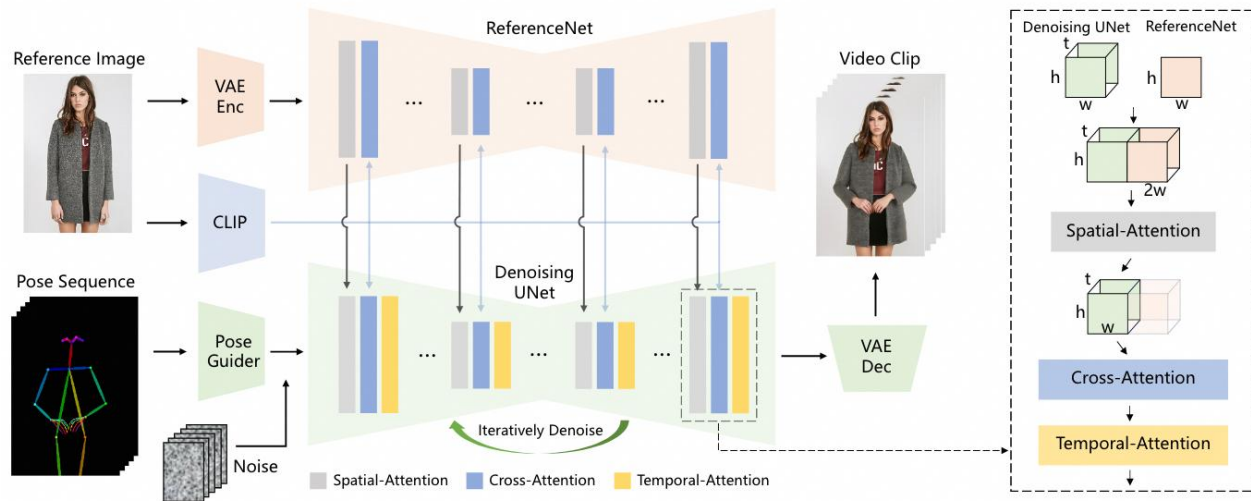 ReferenceNet
Reference Image
VAE
Enc
...
...
...
CLIP
Pose Sequence
Pose
Guider
Noise
Denoising
UNet
...
...
...
Iteratively Denoise
Spatial-Attention
Cross-Attention
Temporal-Attention
Video Clip
VAE
Dec
Denoising UNet
ReferenceNet
t
h
w
h
w
t
h
2w
Spatial-Attention
t
h
w
Cross-Attention
Temporal-Attention